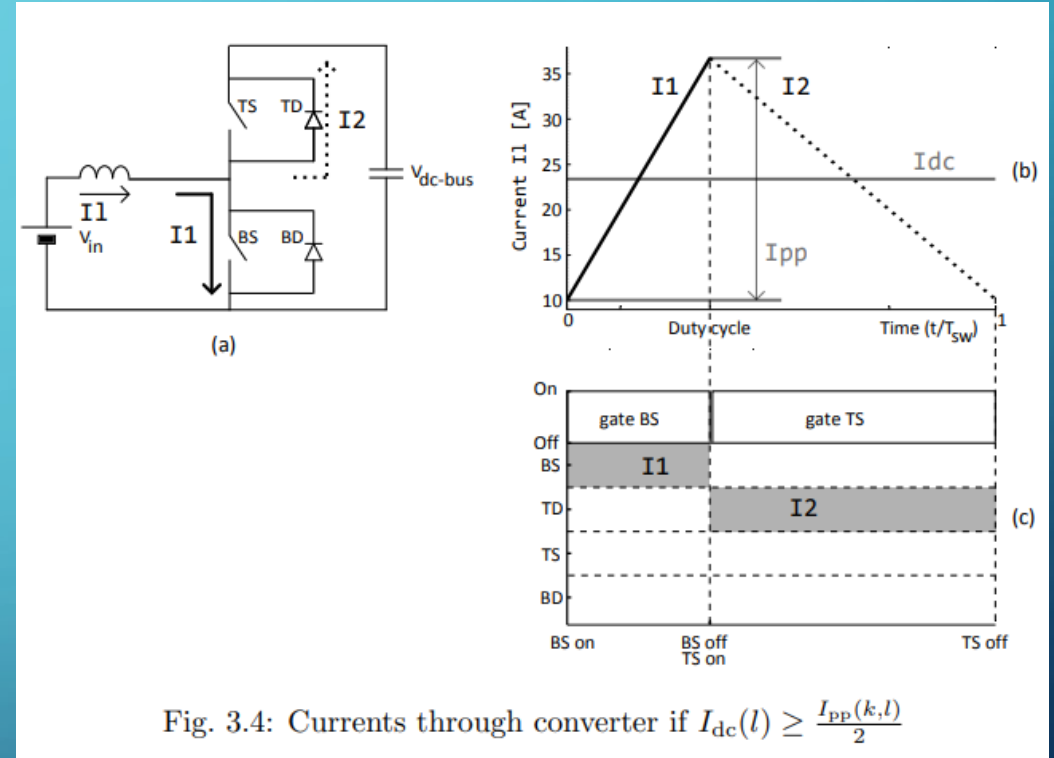 TS
TD
I2
V_dc-bus
Il
V_in
I1
BS
BD
(a)
Current Il [A]
35
30
25
20
15
10
I1
I2
Idc
Ipp
(b)
0
Duty cycle
Time (t/T_SW)
1
On
Off
gate BS
gate TS
BS
I1
TD
I2
(c)
TS
BD
BS on
BS off
TS on
TS off
Fig. 3.4: Currents through converter if I_dc(l) ≥ I_pp(k,l)/2